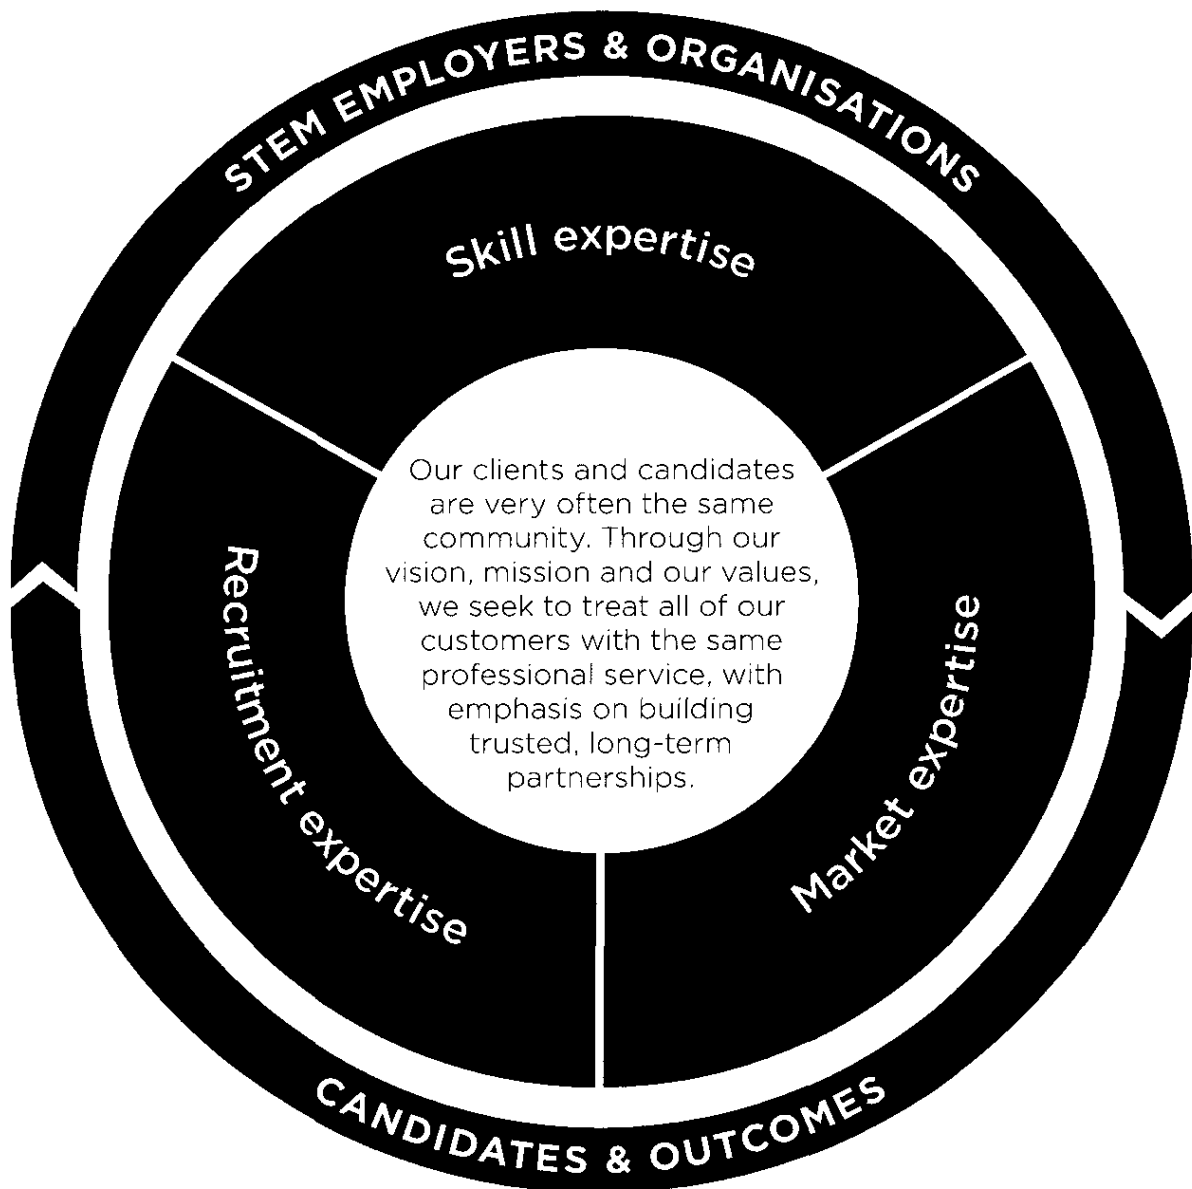 STEM EMPLOYERS & ORGANISATIONS
Skill expertise
Our clients and candidates
are very often the same
community. Through our
vision, mission and our values,
we seek to treat all of our
customers with the same
professional service, with
emphasis on building
trusted, long-term
partnerships.
Recruitment expertise
Market expertise
CANDIDATES & OUTCOMES